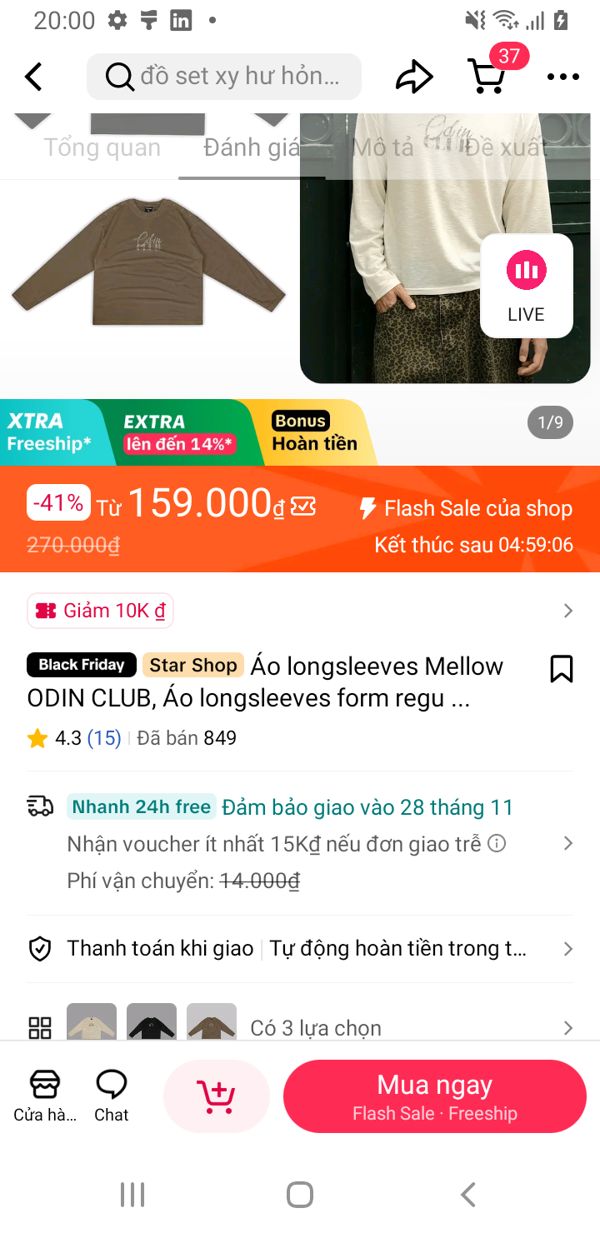 20:00
37
đồ set xy hư hỏn...
Tổng quan
Đánh giá
Mô tả
Đề xuất
Odin
LIVE
XTRA
Freeship*
EXTRA
lên đến 14%*
Bonus
Hoàn tiền
1/9
-41% Từ 159.000₫
Flash Sale của shop
270.000₫
Kết thúc sau 04:59:06
Giảm 10K ₫
Black Friday Star Shop Áo longsleeves Mellow
ODIN CLUB, Áo longsleeves form regu ...
4.3 (15) Đã bán 849
Nhanh 24h free Đảm bảo giao vào 28 tháng 11
Nhận voucher ít nhất 15K₫ nếu đơn giao trễ
Phí vận chuyển: 14.000₫
Thanh toán khi giao Tự động hoàn tiền trong t...
Có 3 lựa chọn
Cửa hà...
Chat
Mua ngay
Flash Sale · Freeship